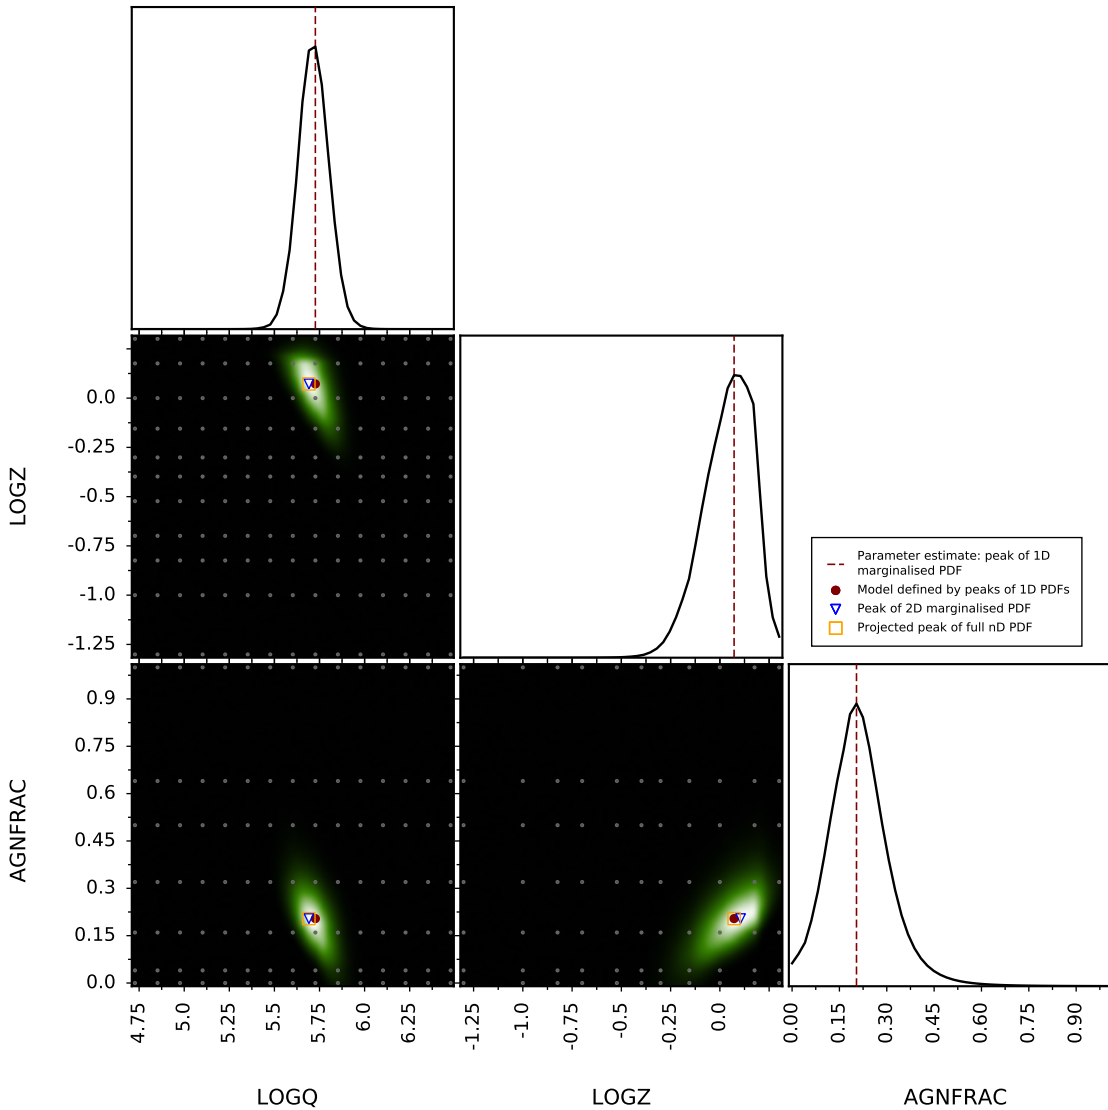 LOGZ
0.0
-0.25
-0.5
-0.75
-1.0
-1.25
Parameter estimate: peak of 1D
marginalised PDF
Model defined by peaks of 1D PDFs
Peak of 2D marginalised PDF
Projected peak of full nD PDF
AGNFRAC
0.9
0.75
0.6
0.45
0.3
0.15
0.0
4.75 5.0 5.25 5.5 5.75 6.0 6.25
-1.25 -1.0 -0.75 -0.5 -0.25 0.0
0.00 0.15 0.30 0.45 0.60 0.75 0.90
LOGQ LOGZ AGNFRAC